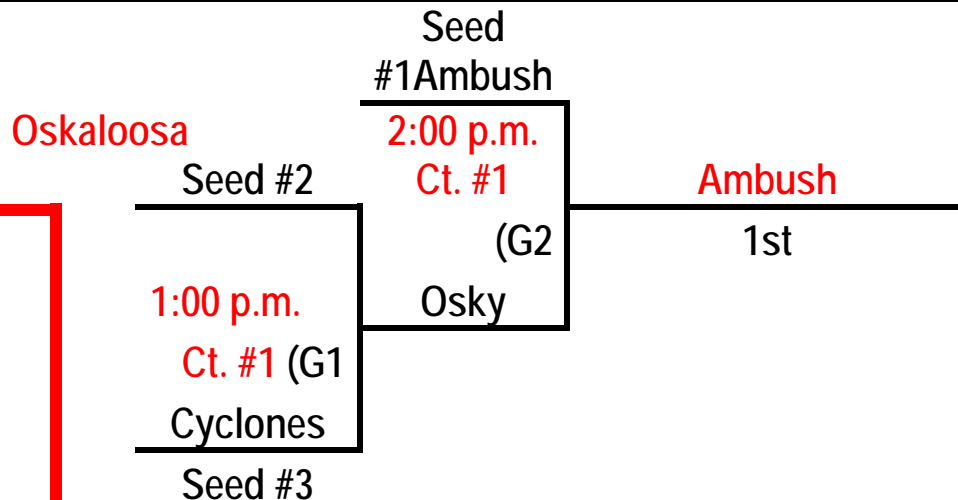 Seed
#1Ambush
Oskaloosa
2:00 p.m.
Seed #2
Ct. #1
Ambush
(G2
1st
1:00 p.m.
Osky
Ct. #1 (G1
Cyclones
Seed #3